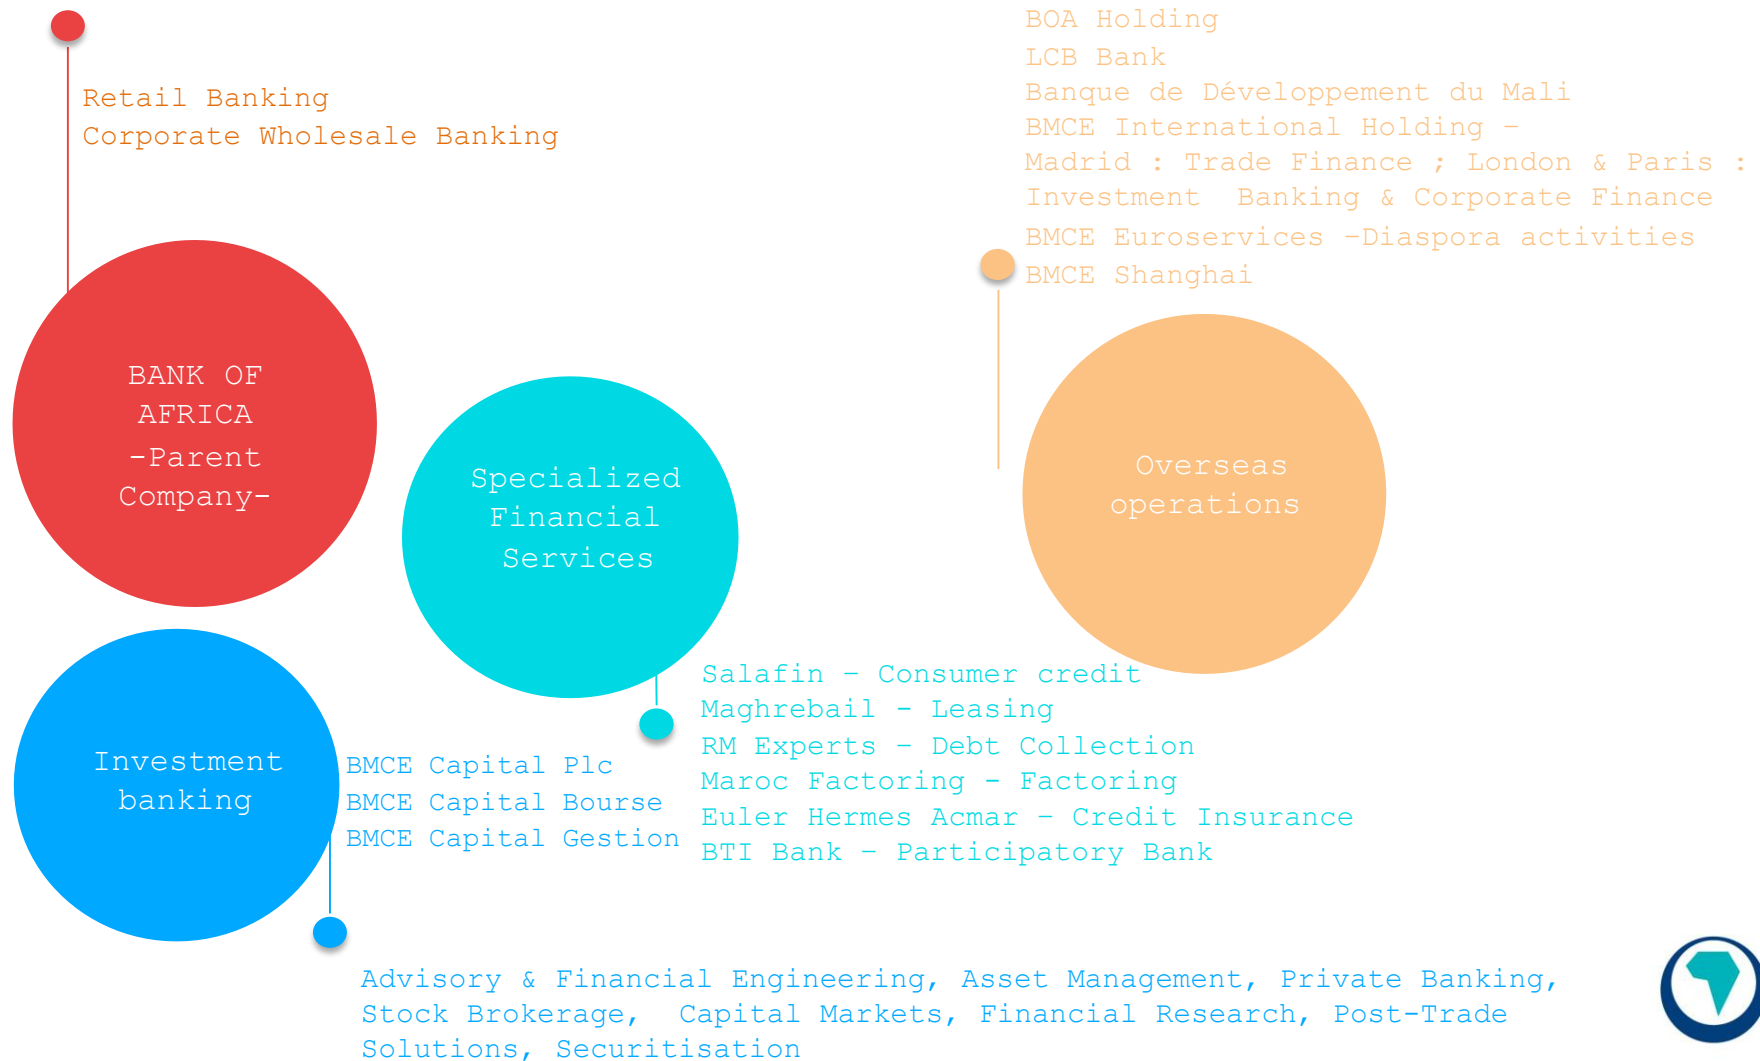 Retail Banking
Corporate Wholesale Banking
BANK OF
AFRICA
-Parent
Company-
BOA Holding
LCB Bank
Banque de Développement du Mali
BMCE International Holding –
Madrid : Trade Finance ; London & Paris :
Investment Banking & Corporate Finance
BMCE Euroservices –Diaspora activities
BMCE Shanghai
Overseas
operations
Specialized
Financial
Services
Salafin – Consumer credit
Maghrebail - Leasing
RM Experts – Debt Collection
Maroc Factoring - Factoring
Euler Hermes Acmar – Credit Insurance
BTI Bank – Participatory Bank
Investment
banking
BMCE Capital Plc
BMCE Capital Bourse
BMCE Capital Gestion
Advisory & Financial Engineering, Asset Management, Private Banking,
Stock Brokerage, Capital Markets, Financial Research, Post-Trade
Solutions, Securitisation